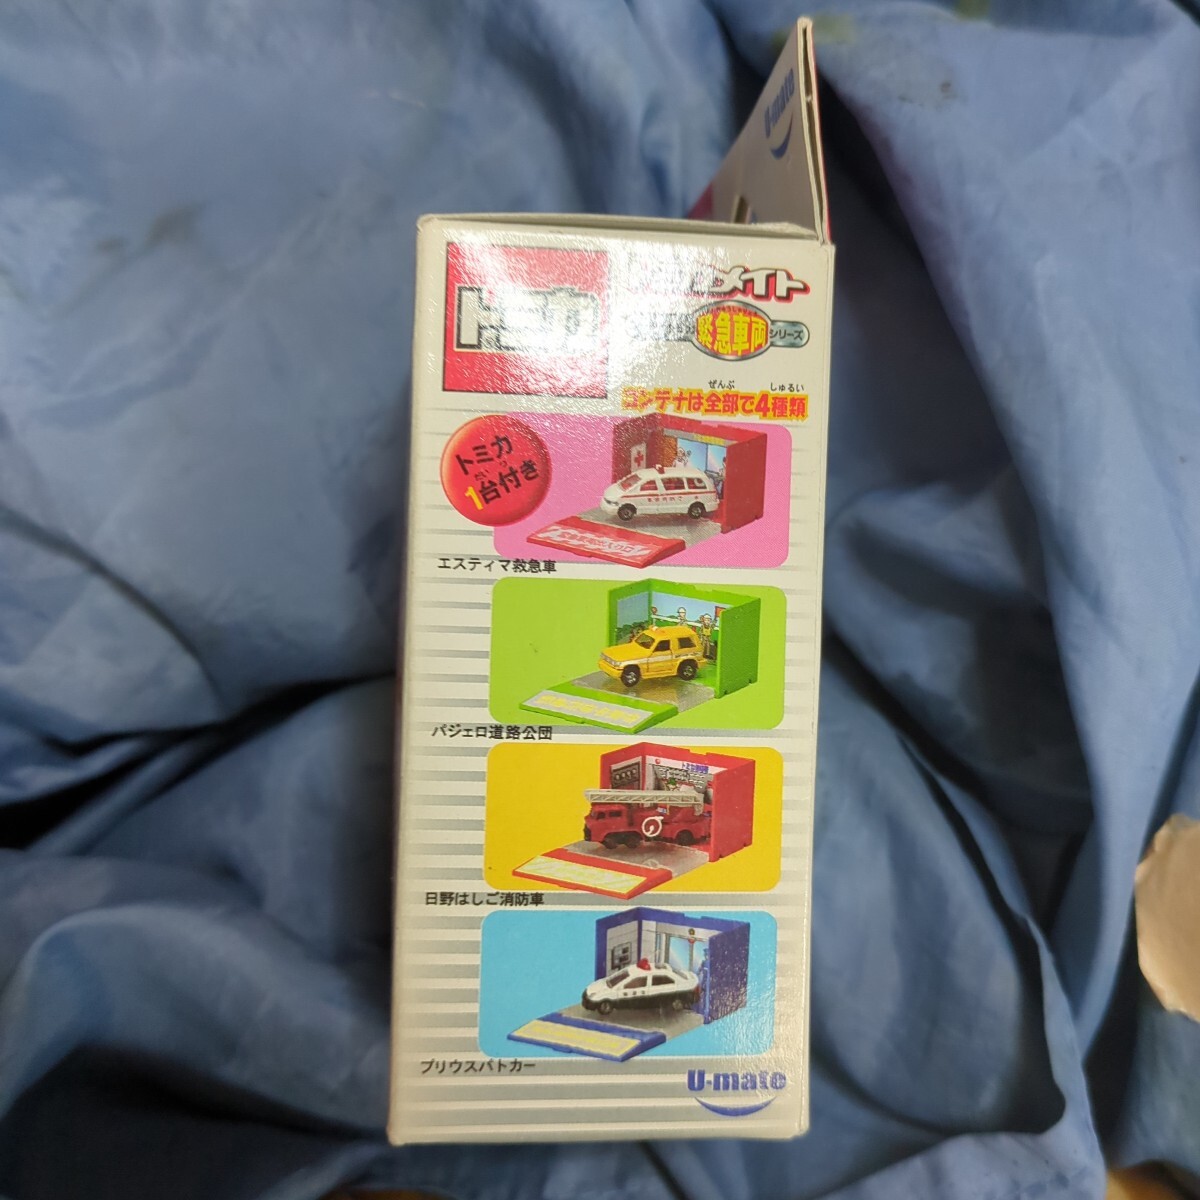 U-mate
トミカ
メイト
緊急車両シリーズ
ぜんぶ しゅるい
コンテナは全部で4種類
トミカ
1台付き
エスティマ救急車
パジェロ道路公団
日野はしご消防車
プリウスパトカー
U-mate